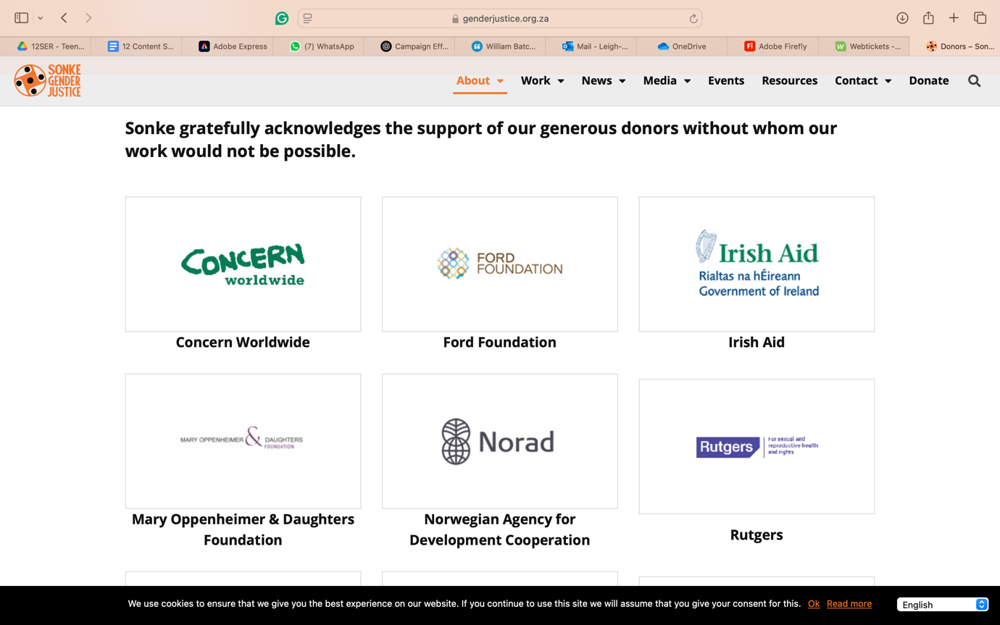 genderjustice.org.za
12SER - Teen...
12 Content S...
Adobe Express
(7) WhatsApp
Campaign Eff...
William Batc...
Mail - Leigh-...
OneDrive
Adobe Firefly
Webtickets -...
Donors – Son...
SONKE
GENDER
JUSTICE
About
Work
News
Media
Events
Resources
Contact
Donate
Sonke gratefully acknowledges the support of our generous donors without whom our
work would not be possible.
CONCERN
worldwide
FORD
FOUNDATION
Irish Aid
Rialtas na hÉireann
Government of Ireland
Concern Worldwide
Ford Foundation
Irish Aid
MARY OPPENHEIMER & DAUGHTERS
FOUNDATION
Norad
Rutgers
For sexual and
reproductive health
and rights
Mary Oppenheimer & Daughters
Foundation
Norwegian Agency for
Development Cooperation
Rutgers
We use cookies to ensure that we give you the best experience on our website. If you continue to use this site we will assume that you give your consent for this. Ok Read more
English